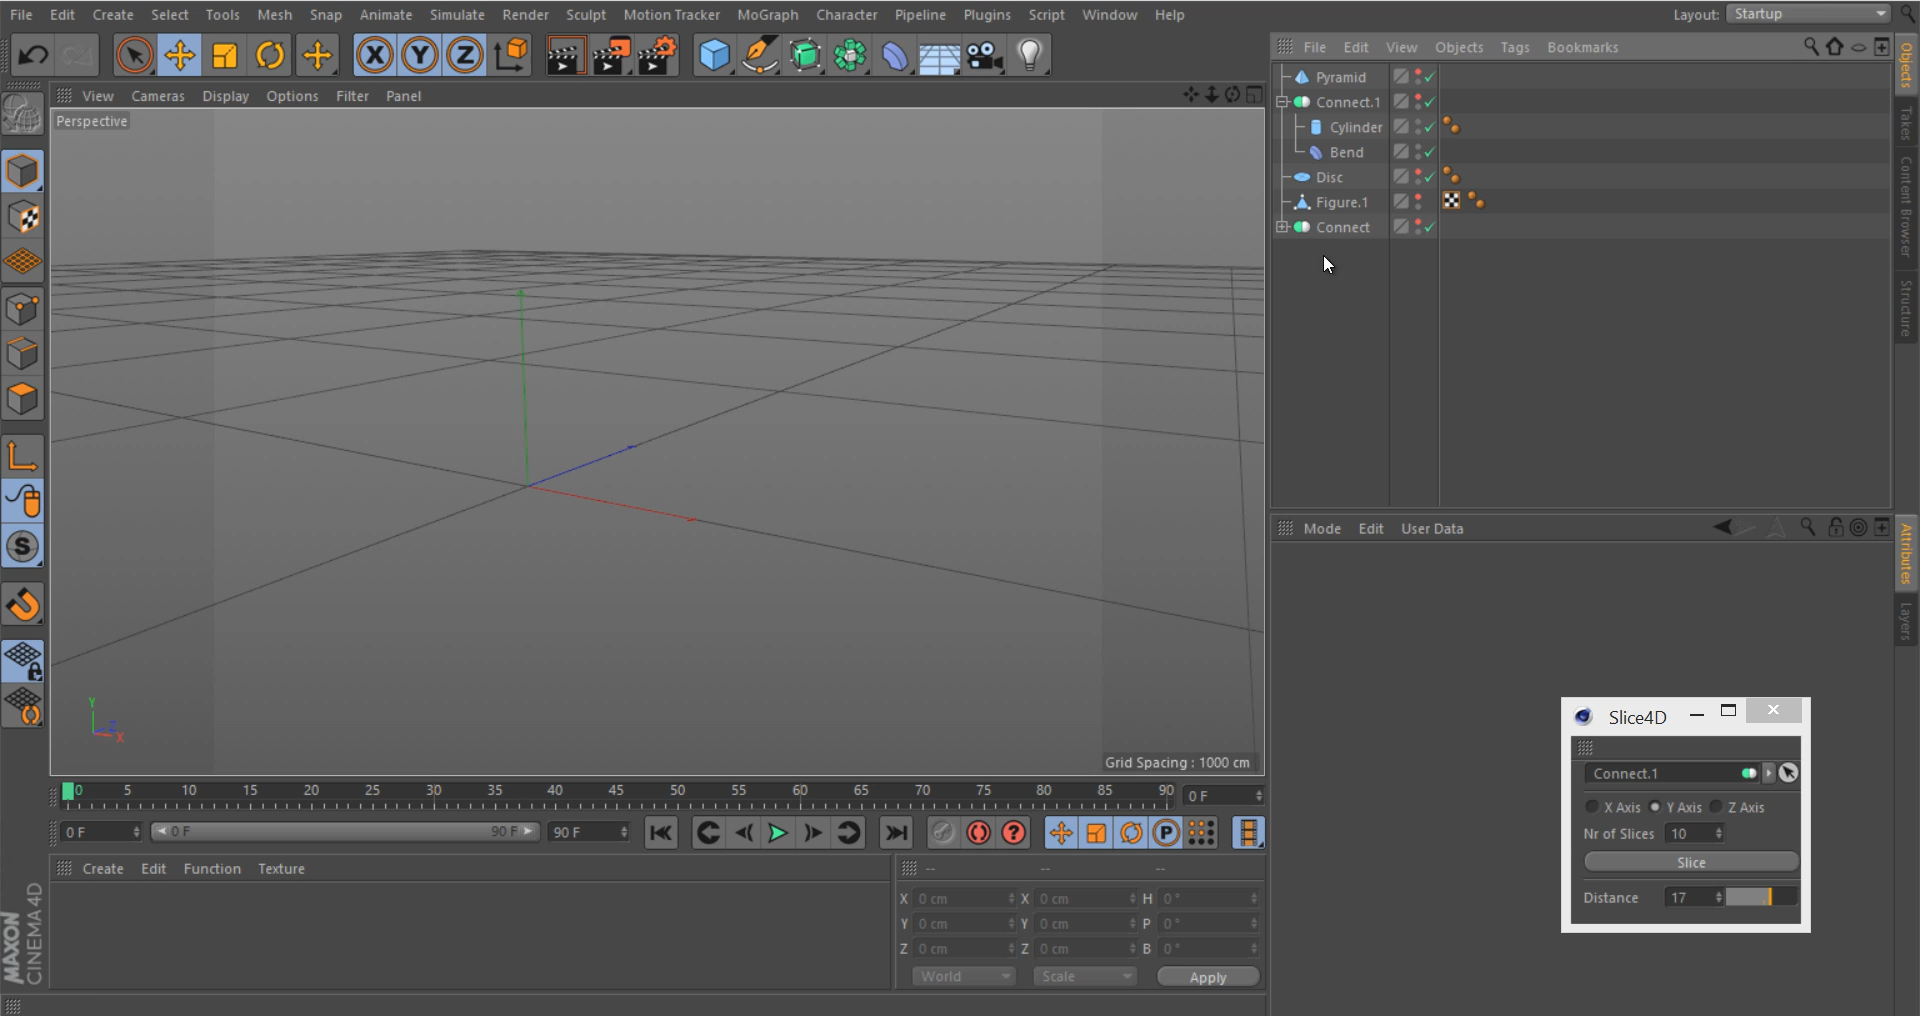 File Edit Create Select Tools Mesh Snap Animate Simulate Render Sculpt Motion Tracker MoGraph Character Pipeline Plugins Script Window Help Layout: Startup
X Y Z
File Edit View Objects Tags Bookmarks
View Cameras Display Options Filter Panel
Perspective
Pyramid
Connect.1
Cylinder
Bend
Disc
Figure.1
Connect
Objects
Takes
Content Browser
Structure
S
Mode Edit User Data
Attributes
Layers
Y
Z
X
Grid Spacing : 1000 cm
Slice4D
Connect.1
X Axis Y Axis Z Axis
Nr of Slices 10
Slice
Distance 17
0 5 10 15 20 25 30 35 40 45 50 55 60 65 70 75 80 85 90 0 F
0 F 0 F 90 F 90 F ? P
Create Edit Function Texture
-- -- --
X 0 cm X 0 cm H 0 °
Y 0 cm Y 0 cm P 0 °
Z 0 cm Z 0 cm B 0 °
World Scale Apply
MAXON
CINEMA 4D